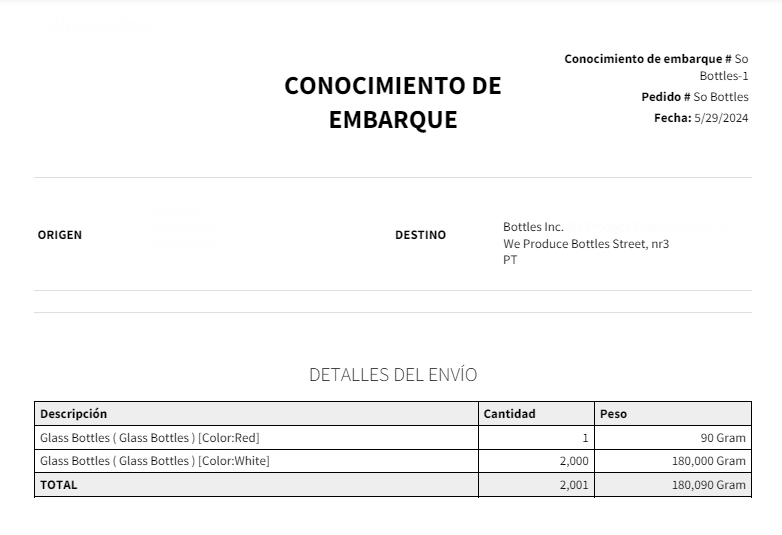 Conocimiento de embarque # So
Bottles-1
Pedido # So Bottles
Fecha: 5/29/2024
CONOCIMIENTO DE
EMBARQUE
ORIGEN
DESTINO
Bottles Inc.
We Produce Bottles Street, nr3
PT
DETALLES DEL ENVÍO
Descripción Cantidad Peso
Glass Bottles ( Glass Bottles ) [Color:Red] 1 90 Gram
Glass Bottles ( Glass Bottles ) [Color:White] 2,000 180,000 Gram
TOTAL 2,001 180,090 Gram